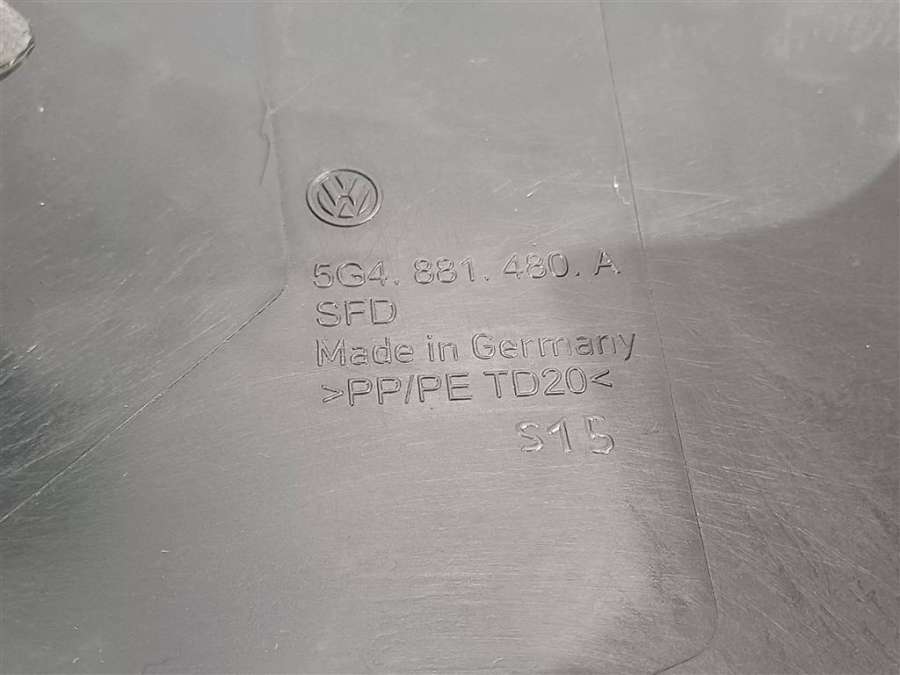 5G4. 881. 480. A
SFD
Made in Germany
>PP/PE TD20<
S15